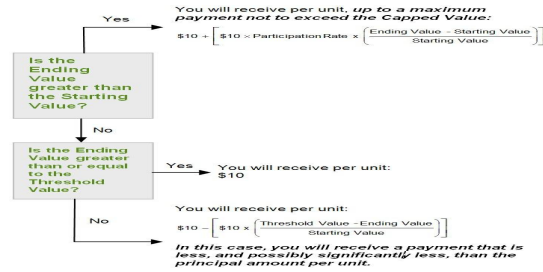 Yes
You will receive per unit, up to a maximum
payment not to exceed the Capped Value:
$10 + [ $10 × Participation Rate × ( Ending Value - Starting Value / Starting Value ) ]
Is the
Ending
Value
greater than
the Starting
Value?
No
Is the Ending
Value greater
than or equal
to the
Threshold
Value?
Yes
You will receive per unit:
$10
No
You will receive per unit:
$10 – [ $10 × ( Threshold Value - Ending Value / Starting Value ) ]
In this case, you will receive a payment that is
less, and possibly significantly less, than the
principal amount per unit.